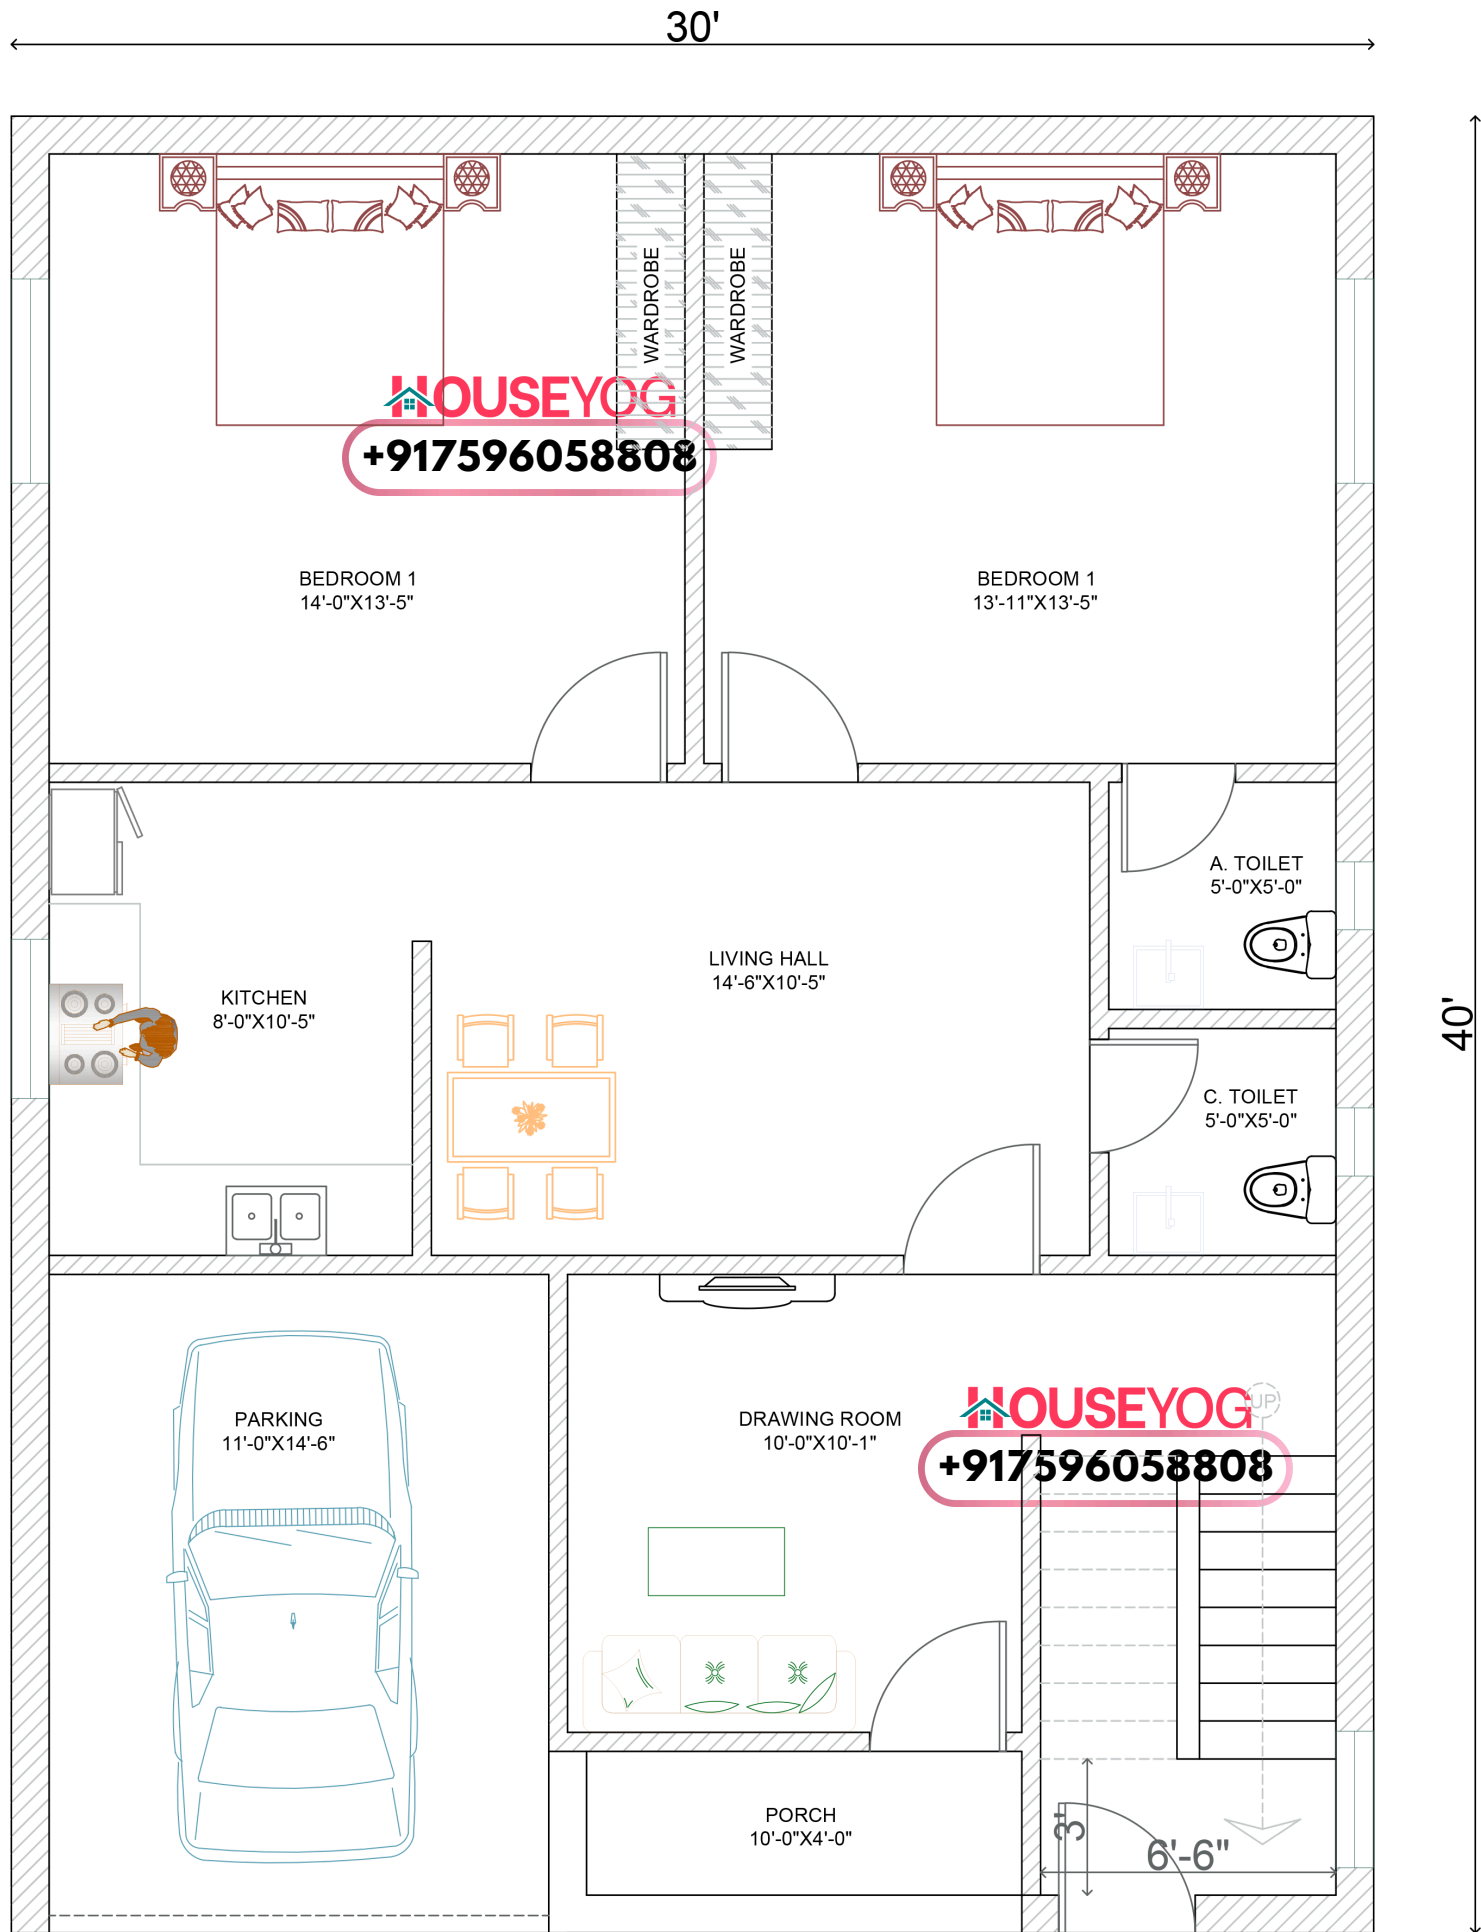 30'
WARDROBE
WARDROBE
HOUSEYOG
+917596058808
BEDROOM 1
14'-0"X13'-5"
BEDROOM 1
13'-11"X13'-5"
A. TOILET
5'-0"X5'-0"
KITCHEN
8'-0"X10'-5"
LIVING HALL
14'-6"X10'-5"
40'
C. TOILET
5'-0"X5'-0"
PARKING
11'-0"X14'-6"
DRAWING ROOM
10'-0"X10'-1"
HOUSEYOG
UP
+917596058808
PORCH
10'-0"X4'-0"
3'
6'-6"